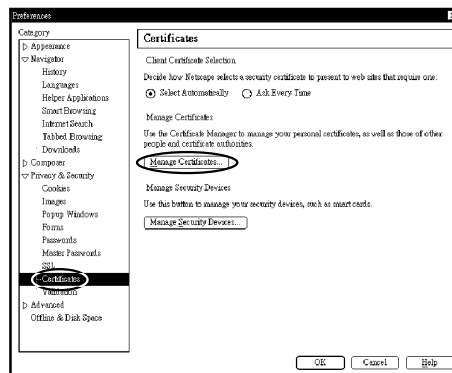 Preferences
Category
Appearance
Navigator
History
Languages
Helper Applications
Smart Browsing
Internet Search
Tabbed Browsing
Downloads
Composer
Privacy & Security
Cookies
Images
Popup Windows
Forms
Passwords
Master Passwords
SSL
Certificates
Validation
Advanced
Offline & Disk Space
Certificates
Client Certificate Selection
Decide how Netscape selects a security certificate to present to web sites that require one:
Select Automatically Ask Every Time
Manage Certificates
Use the Certificate Manager to manage your personal certificates, as well as those of other
people and certificate authorities.
Manage Certificates...
Manage Security Devices
Use this button to manage your security devices, such as smart cards.
Manage Security Devices...
OK Cancel Help